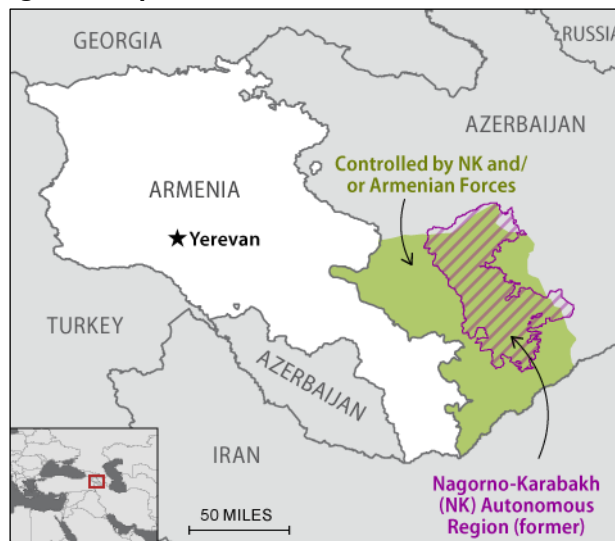 GEORGIA
RUSSIA
AZERBAIJAN
Controlled by NK and/
or Armenian Forces
ARMENIA
Yerevan
TURKEY
AZERBAIJAN
IRAN
50 MILES
Nagorno-Karabakh
(NK) Autonomous
Region (former)